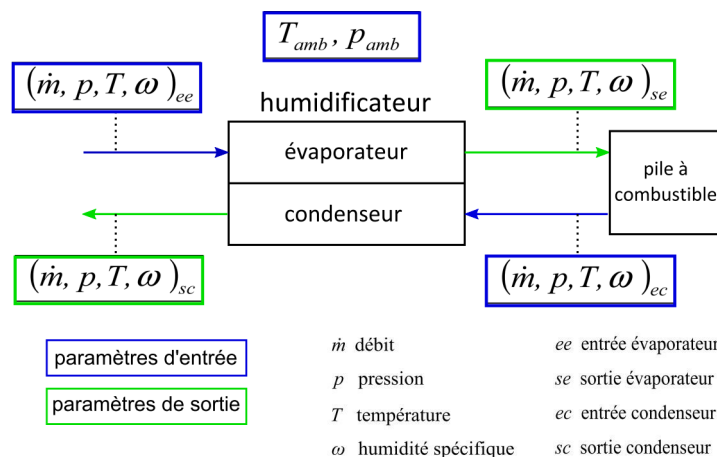 T_amb, p_amb
(ṁ, p, T, ω)_ee
(ṁ, p, T, ω)_se
humidificateur
évaporateur
condenseur
pile à
combustible
(ṁ, p, T, ω)_sc
(ṁ, p, T, ω)_ec
paramètres d'entrée
paramètres de sortie
ṁ débit
p pression
T température
ω humidité spécifique
ee entrée évaporateur
se sortie évaporateur
ec entrée condenseur
sc sortie condenseur